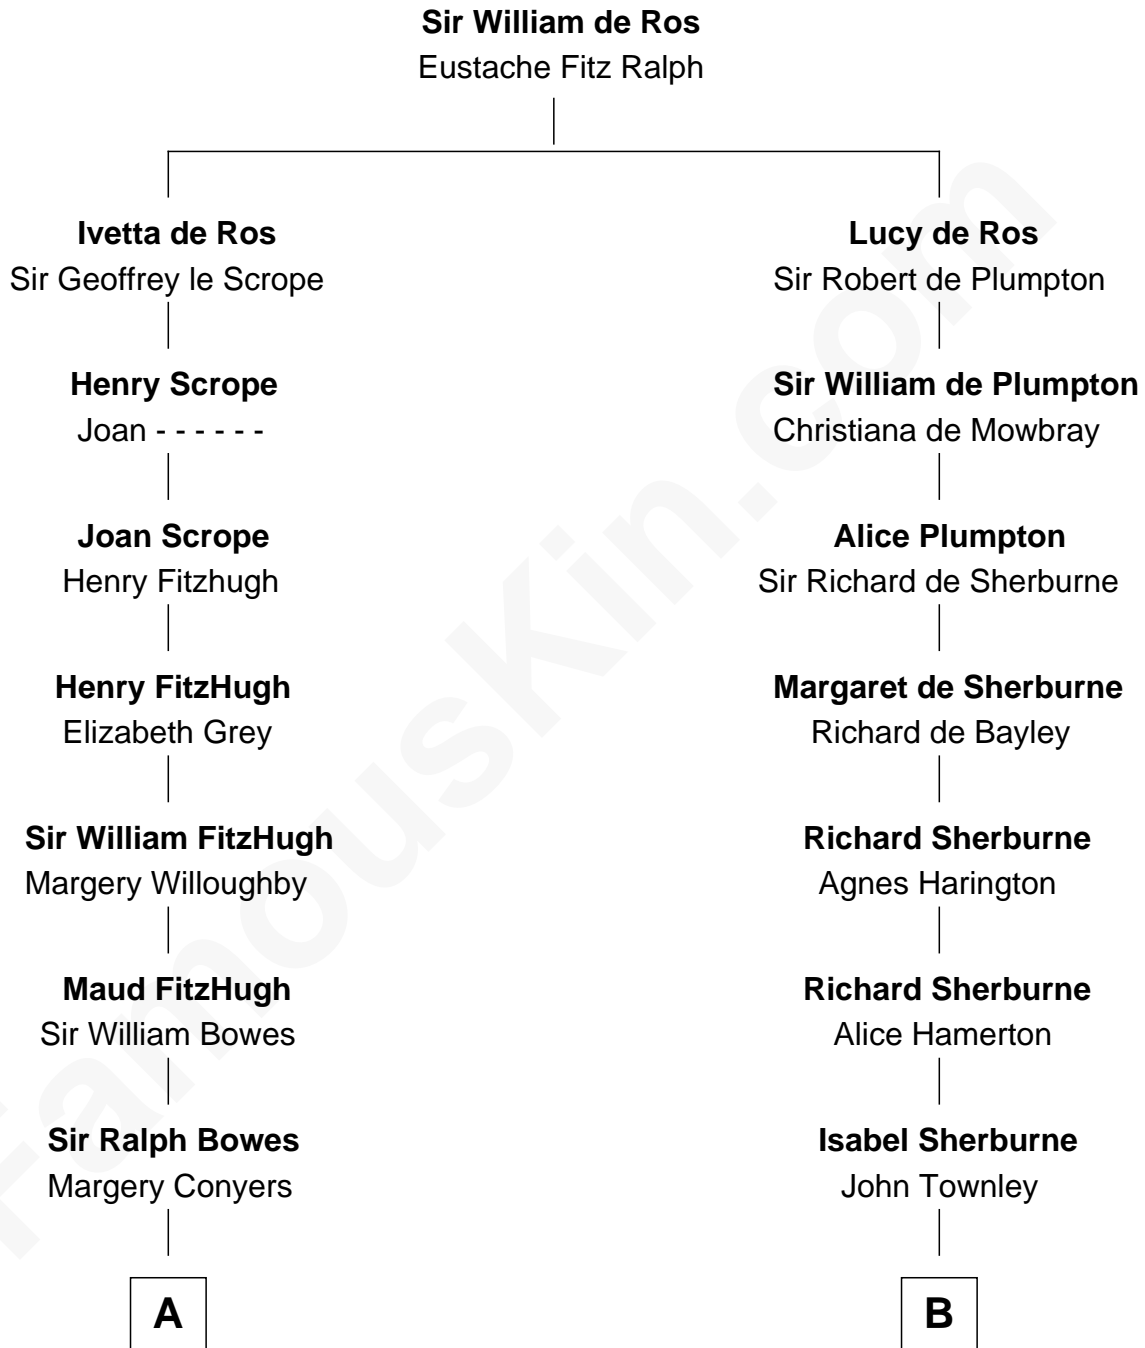 Sir William de Ros
Eustache Fitz Ralph
Ivetta de Ros
Sir Geoffrey le Scrope
Lucy de Ros
Sir Robert de Plumpton
Henry Scrope
Joan - - - - - -
Sir William de Plumpton
Christiana de Mowbray
Joan Scrope
Henry Fitzhugh
Alice Plumpton
Sir Richard de Sherburne
Henry FitzHugh
Elizabeth Grey
Margaret de Sherburne
Richard de Bayley
Sir William FitzHugh
Margery Willoughby
Richard Sherburne
Agnes Harington
Maud FitzHugh
Sir William Bowes
Richard Sherburne
Alice Hamerton
Sir Ralph Bowes
Margery Conyers
Isabel Sherburne
John Townley
A
B
FamousKin.com